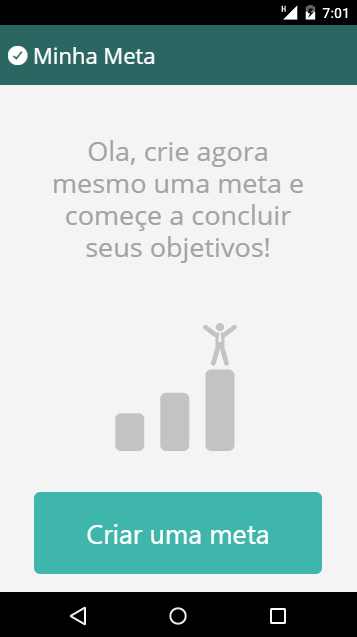 H 7:01
Minha Meta
Ola, crie agora
mesmo uma meta e
começe a concluir
seus objetivos!
Criar uma meta